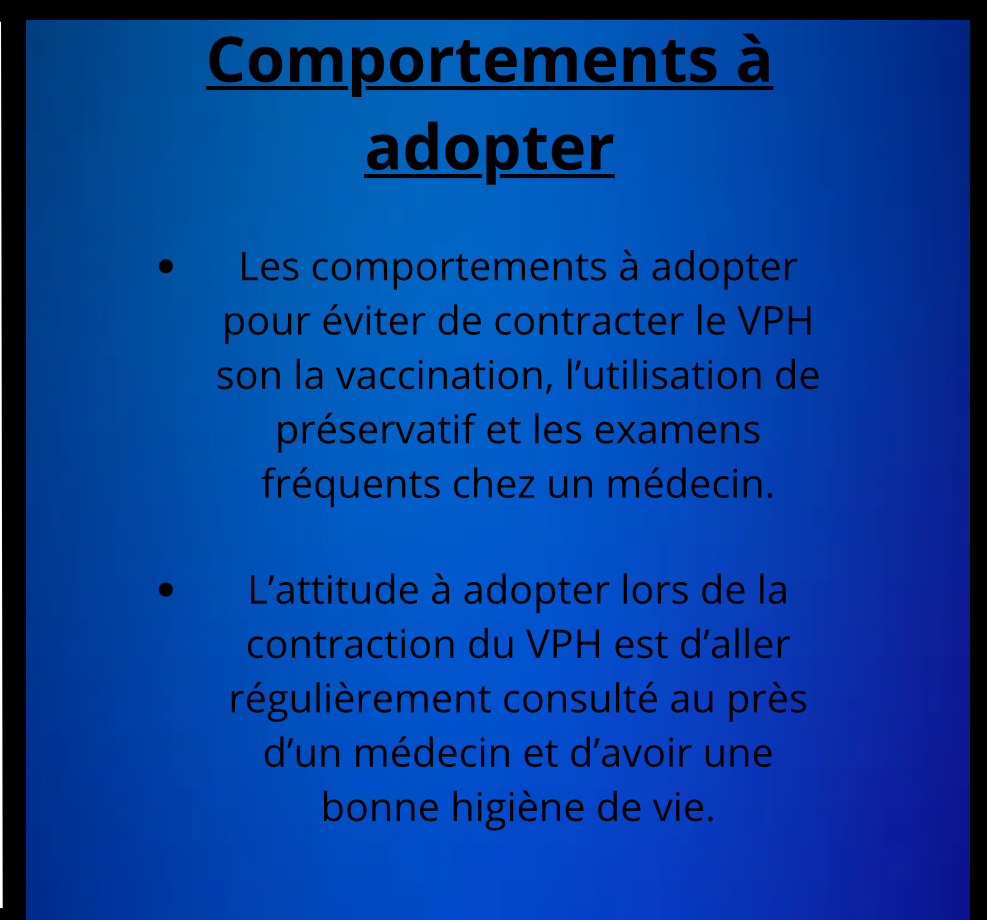 Comportements à
adopter
• Les comportements à adopter
pour éviter de contracter le VPH
son la vaccination, l’utilisation de
préservatif et les examens
fréquents chez un médecin.
• L’attitude à adopter lors de la
contraction du VPH est d’aller
régulièrement consulté au près
d’un médecin et d’avoir une
bonne higiène de vie.